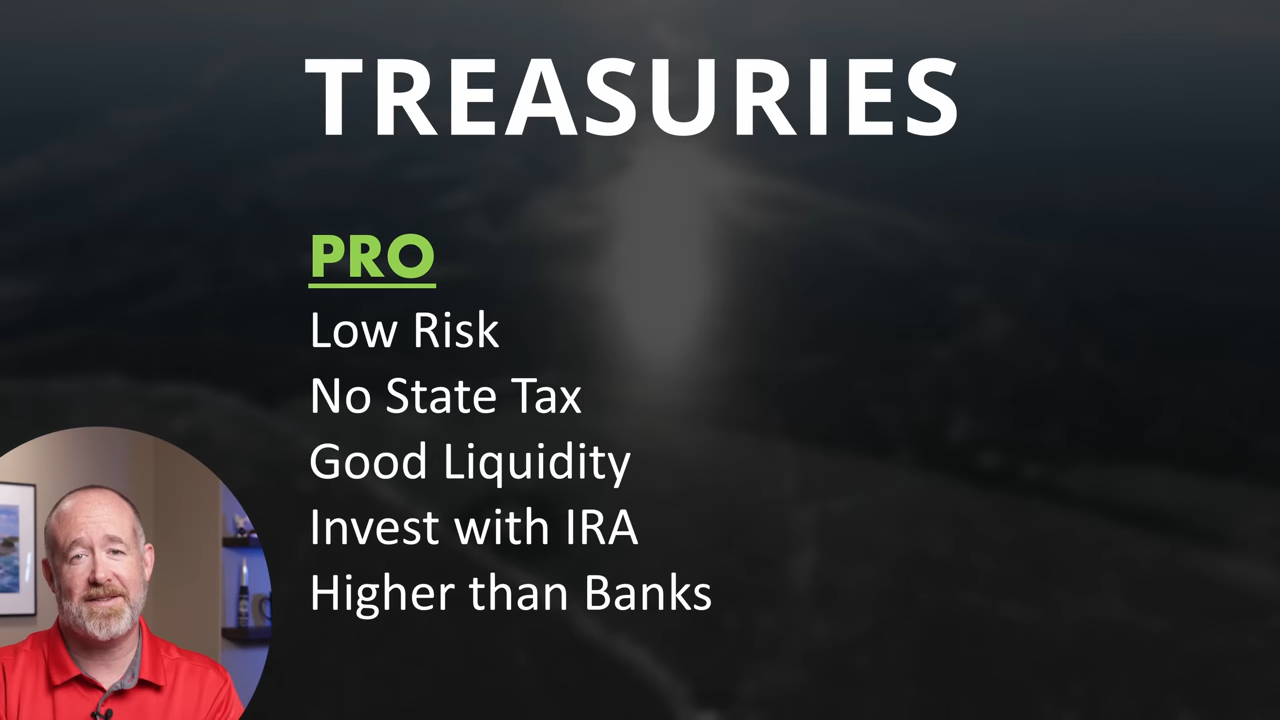 TREASURIES
PRO
Low Risk
No State Tax
Good Liquidity
Invest with IRA
Higher than Banks